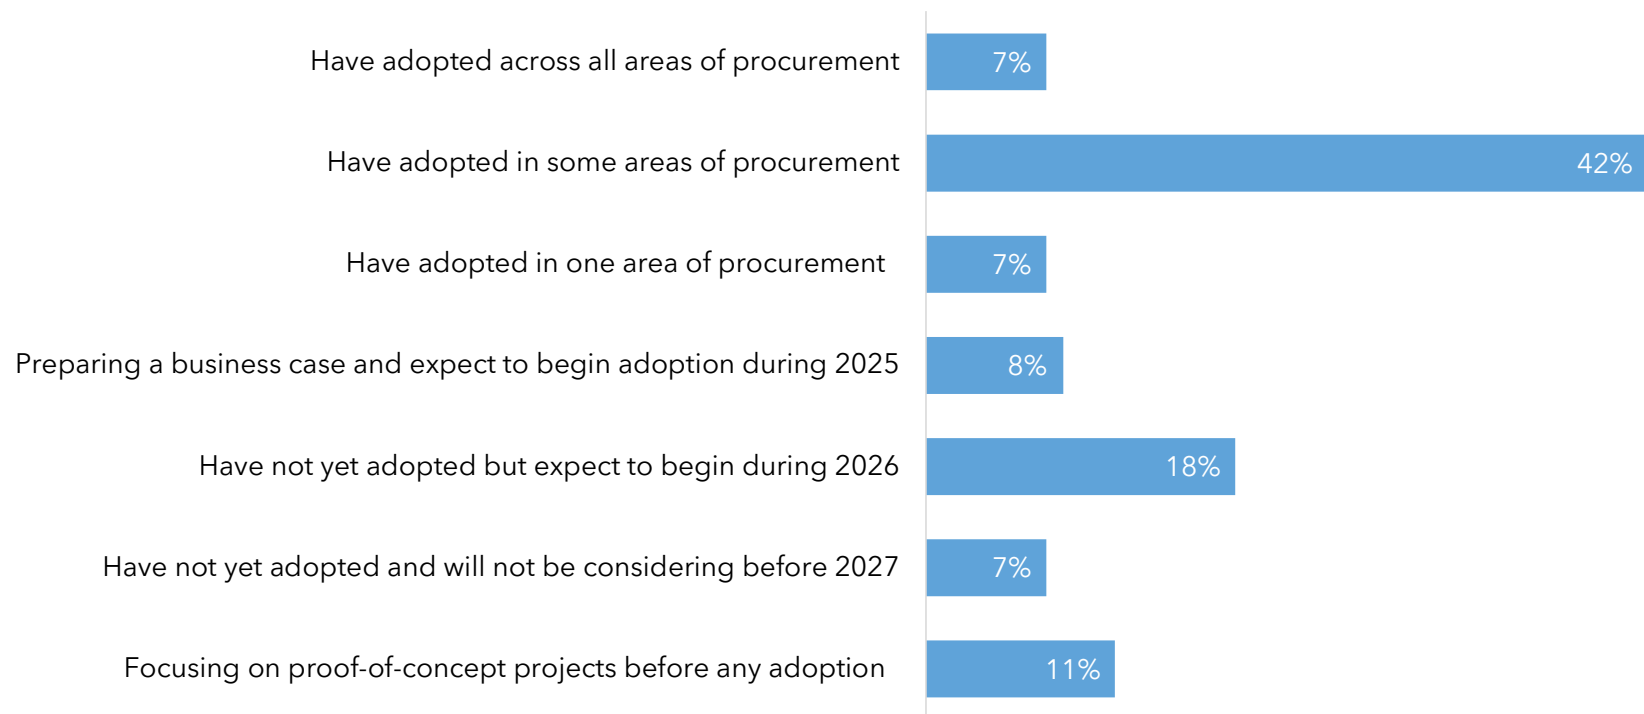 Have adopted across all areas of procurement 7%
Have adopted in some areas of procurement 42%
Have adopted in one area of procurement 7%
Preparing a business case and expect to begin adoption during 2025 8%
Have not yet adopted but expect to begin during 2026 18%
Have not yet adopted and will not be considering before 2027 7%
Focusing on proof-of-concept projects before any adoption 11%